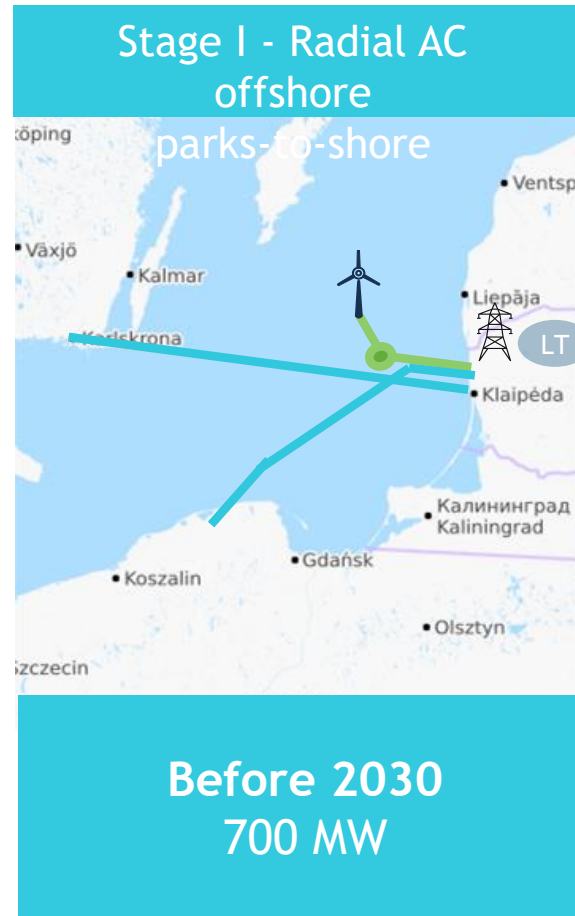 Stage I - Radial AC
offshore
parks-to-shore
köping
Ventsp
Växjö
Kalmar
Liepāja
Karlskrona
LT
Klaipėda
Калининград
Kaliningrad
Gdańsk
Koszalin
Olsztyn
Szczecin
Before 2030
700 MW